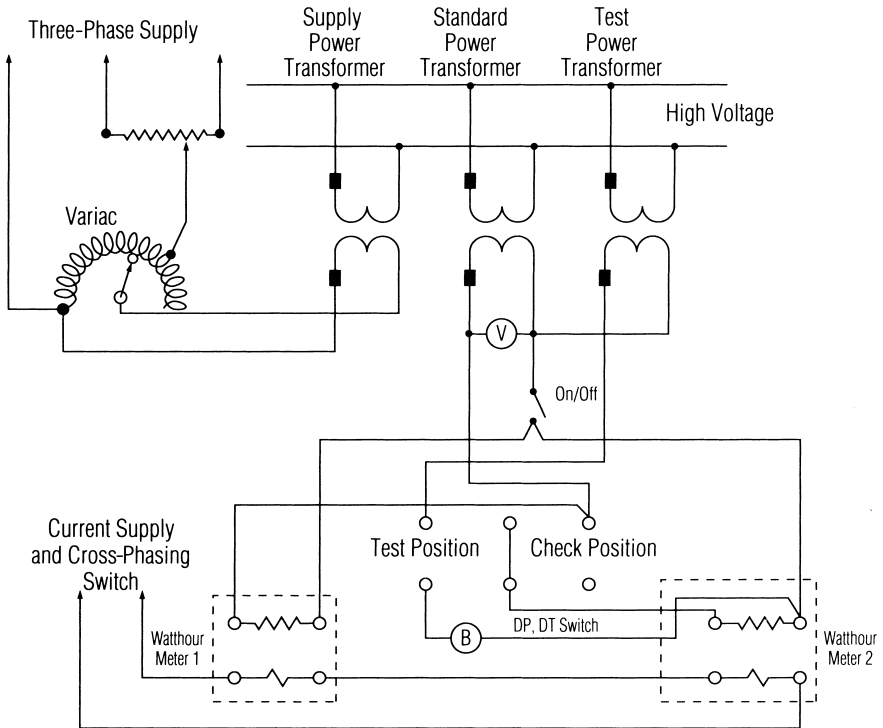 Three-Phase Supply
Supply
Power
Transformer
Standard
Power
Transformer
Test
Power
Transformer
High Voltage
Variac
V
On/Off
Test Position
Check Position
Current Supply
and Cross-Phasing
Switch
DP, DT Switch
B
Watthour
Meter 1
Watthour
Meter 2